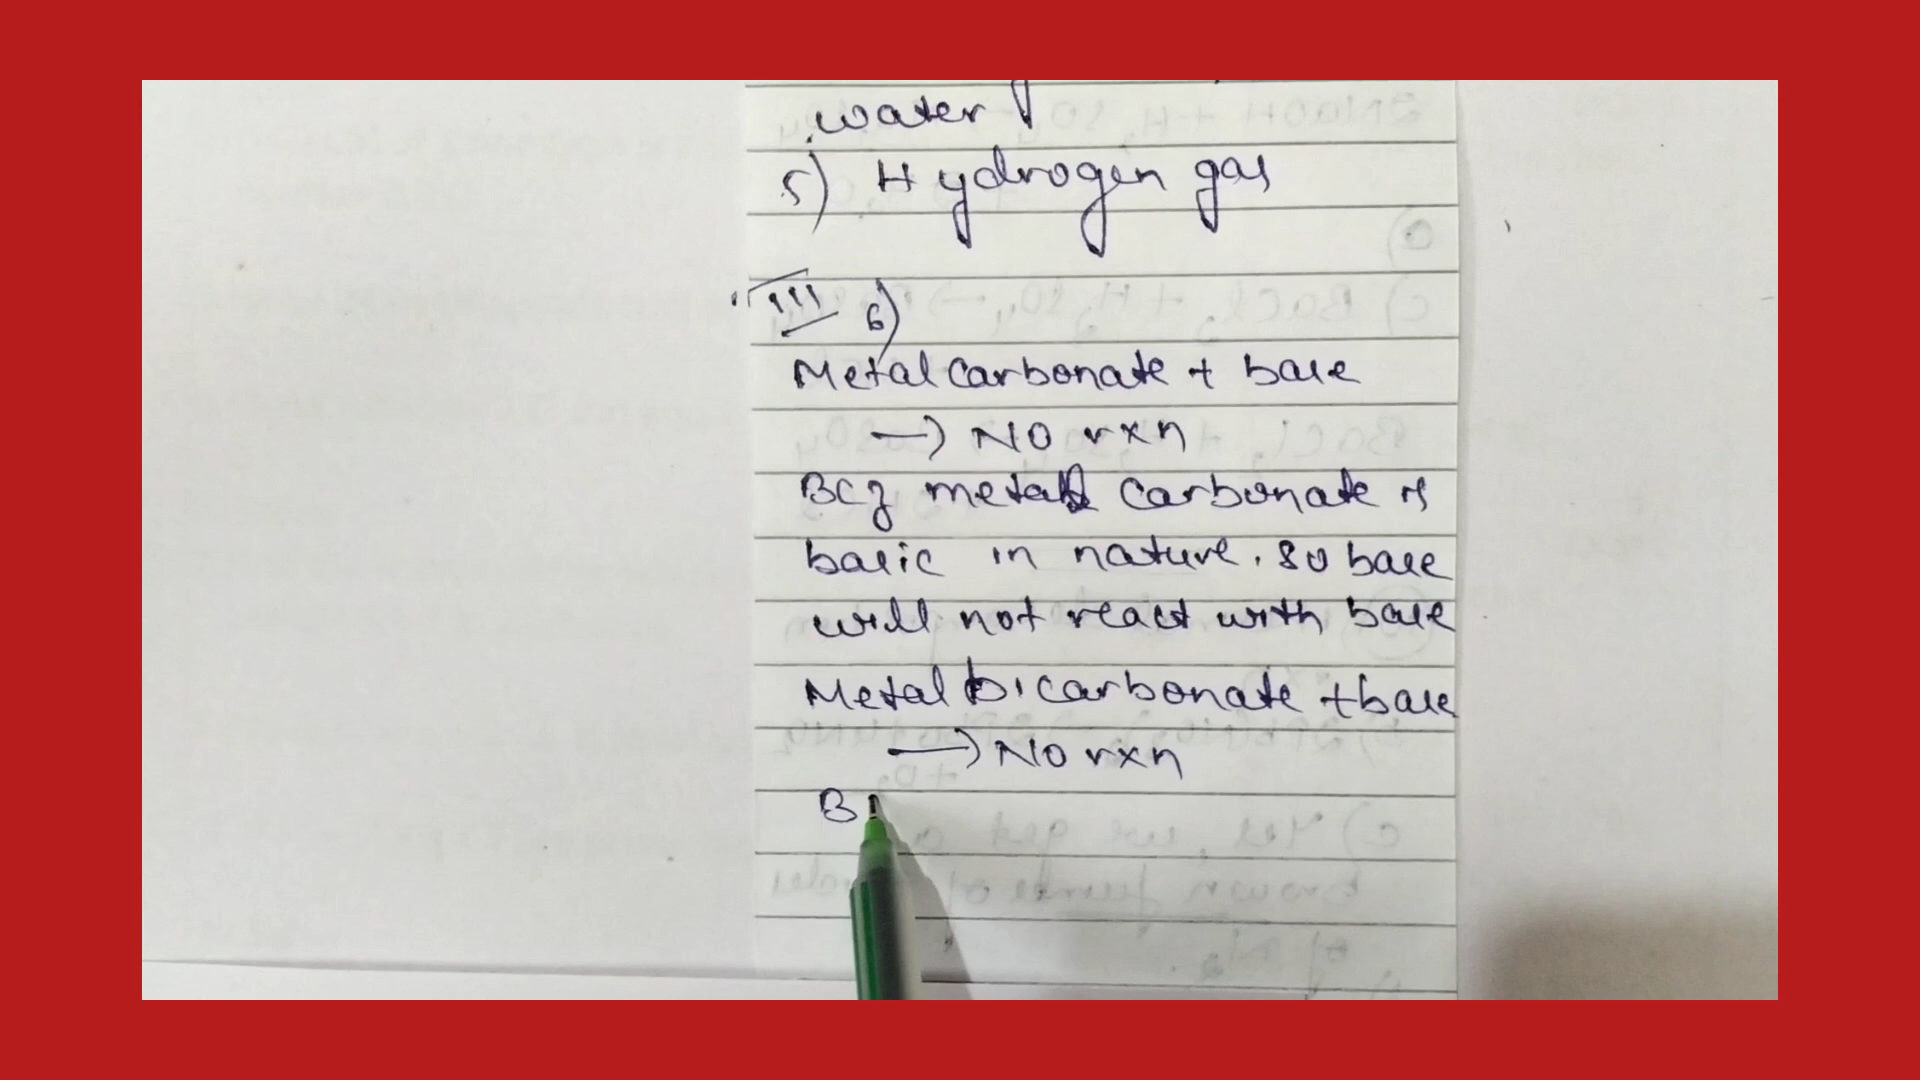 water
5) Hydrogen gas
III 6)
Metal carbonate + base
→ NO rxn
Bcz metal carbonate is
basic in nature. So base
will not react with base
Metal bicarbonate + base
→ NO rxn
B